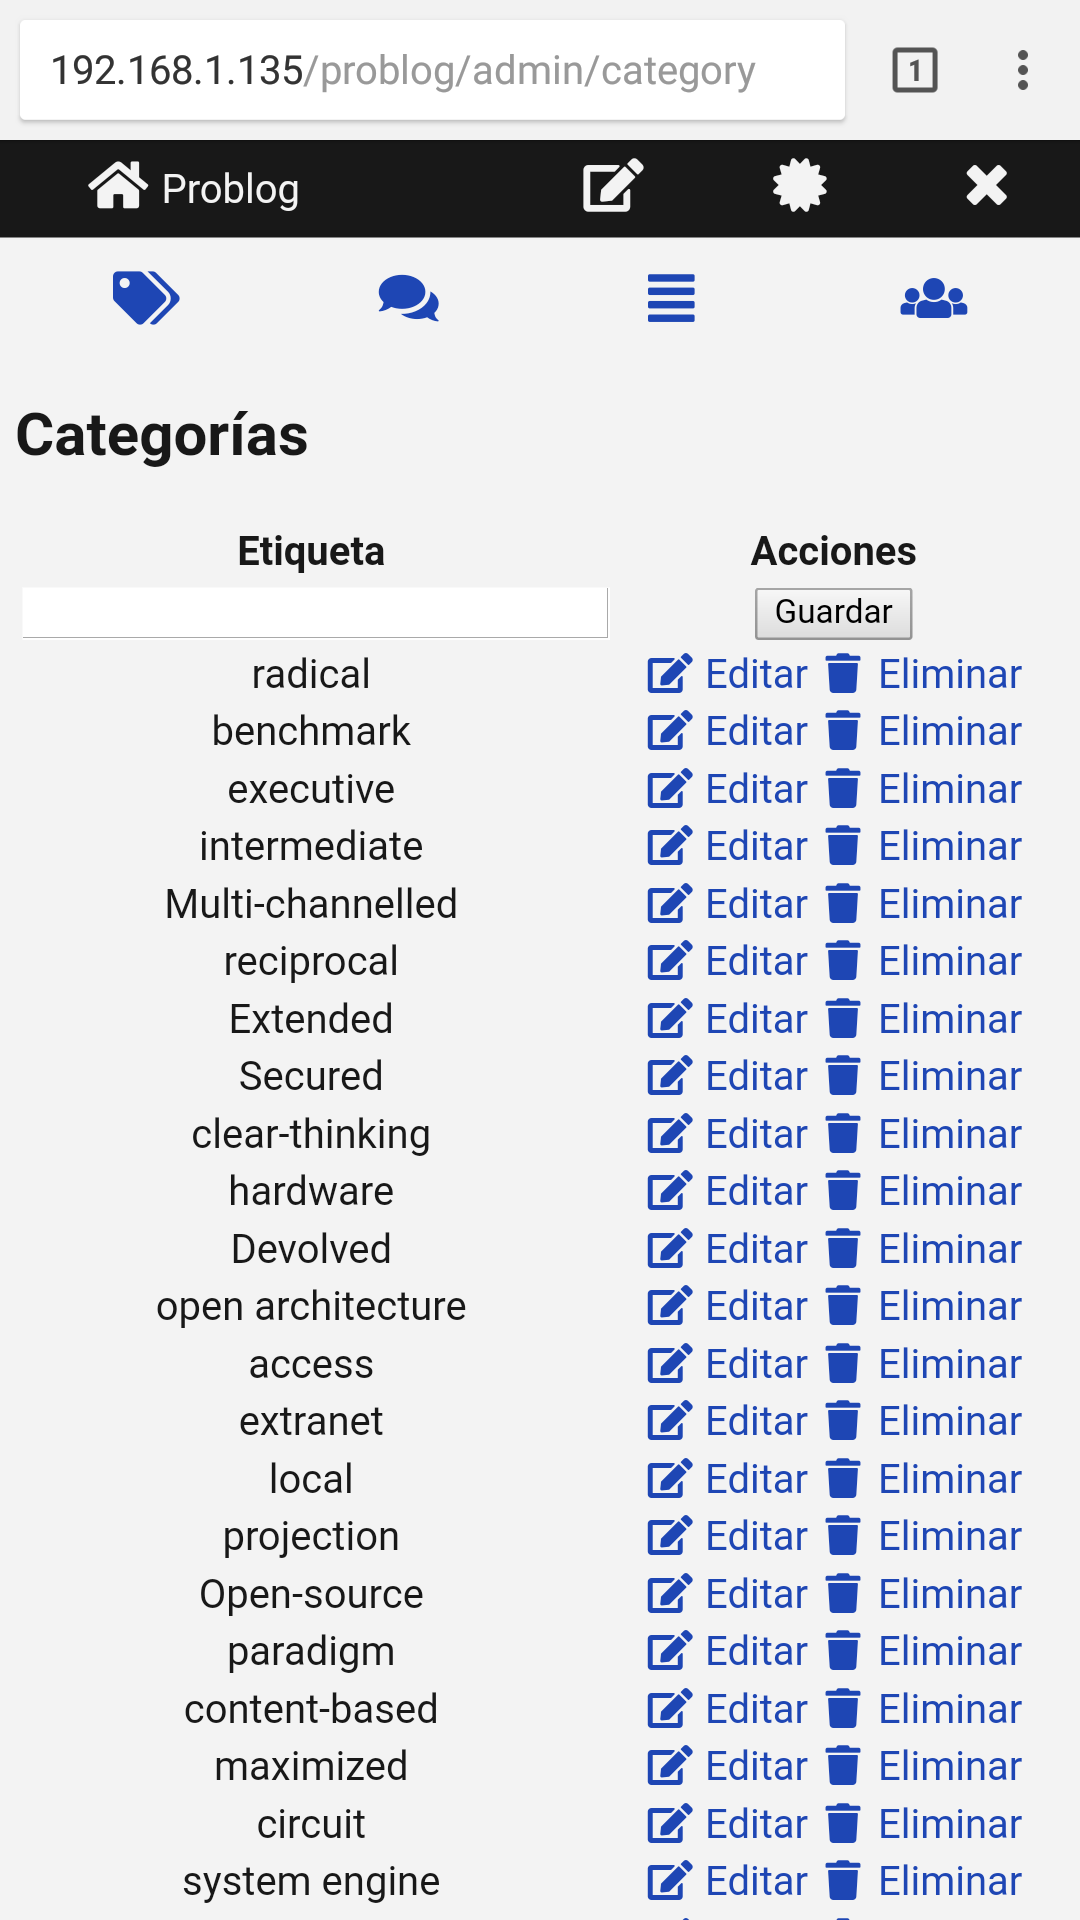 192.168.1.135/problog/admin/category 1
Problog
Categorías
Etiqueta Acciones
Guardar
radical Editar Eliminar
benchmark Editar Eliminar
executive Editar Eliminar
intermediate Editar Eliminar
Multi-channelled Editar Eliminar
reciprocal Editar Eliminar
Extended Editar Eliminar
Secured Editar Eliminar
clear-thinking Editar Eliminar
hardware Editar Eliminar
Devolved Editar Eliminar
open architecture Editar Eliminar
access Editar Eliminar
extranet Editar Eliminar
local Editar Eliminar
projection Editar Eliminar
Open-source Editar Eliminar
paradigm Editar Eliminar
content-based Editar Eliminar
maximized Editar Eliminar
circuit Editar Eliminar
system engine Editar Eliminar